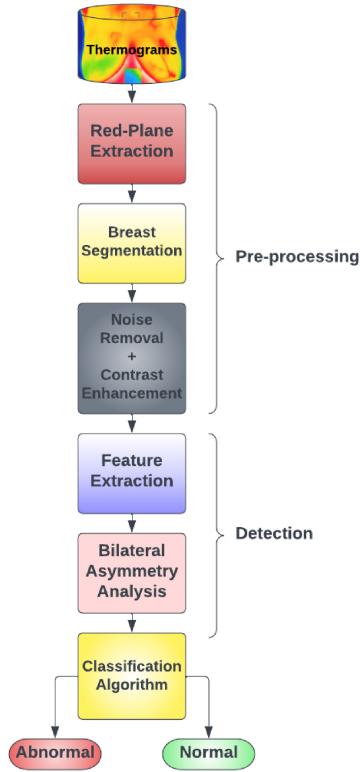 Thermograms
Red-Plane
Extraction
Breast
Segmentation
Pre-processing
Noise
Removal
+
Contrast
Enhancement
Feature
Extraction
Detection
Bilateral
Asymmetry
Analysis
Classification
Algorithm
Abnormal
Normal